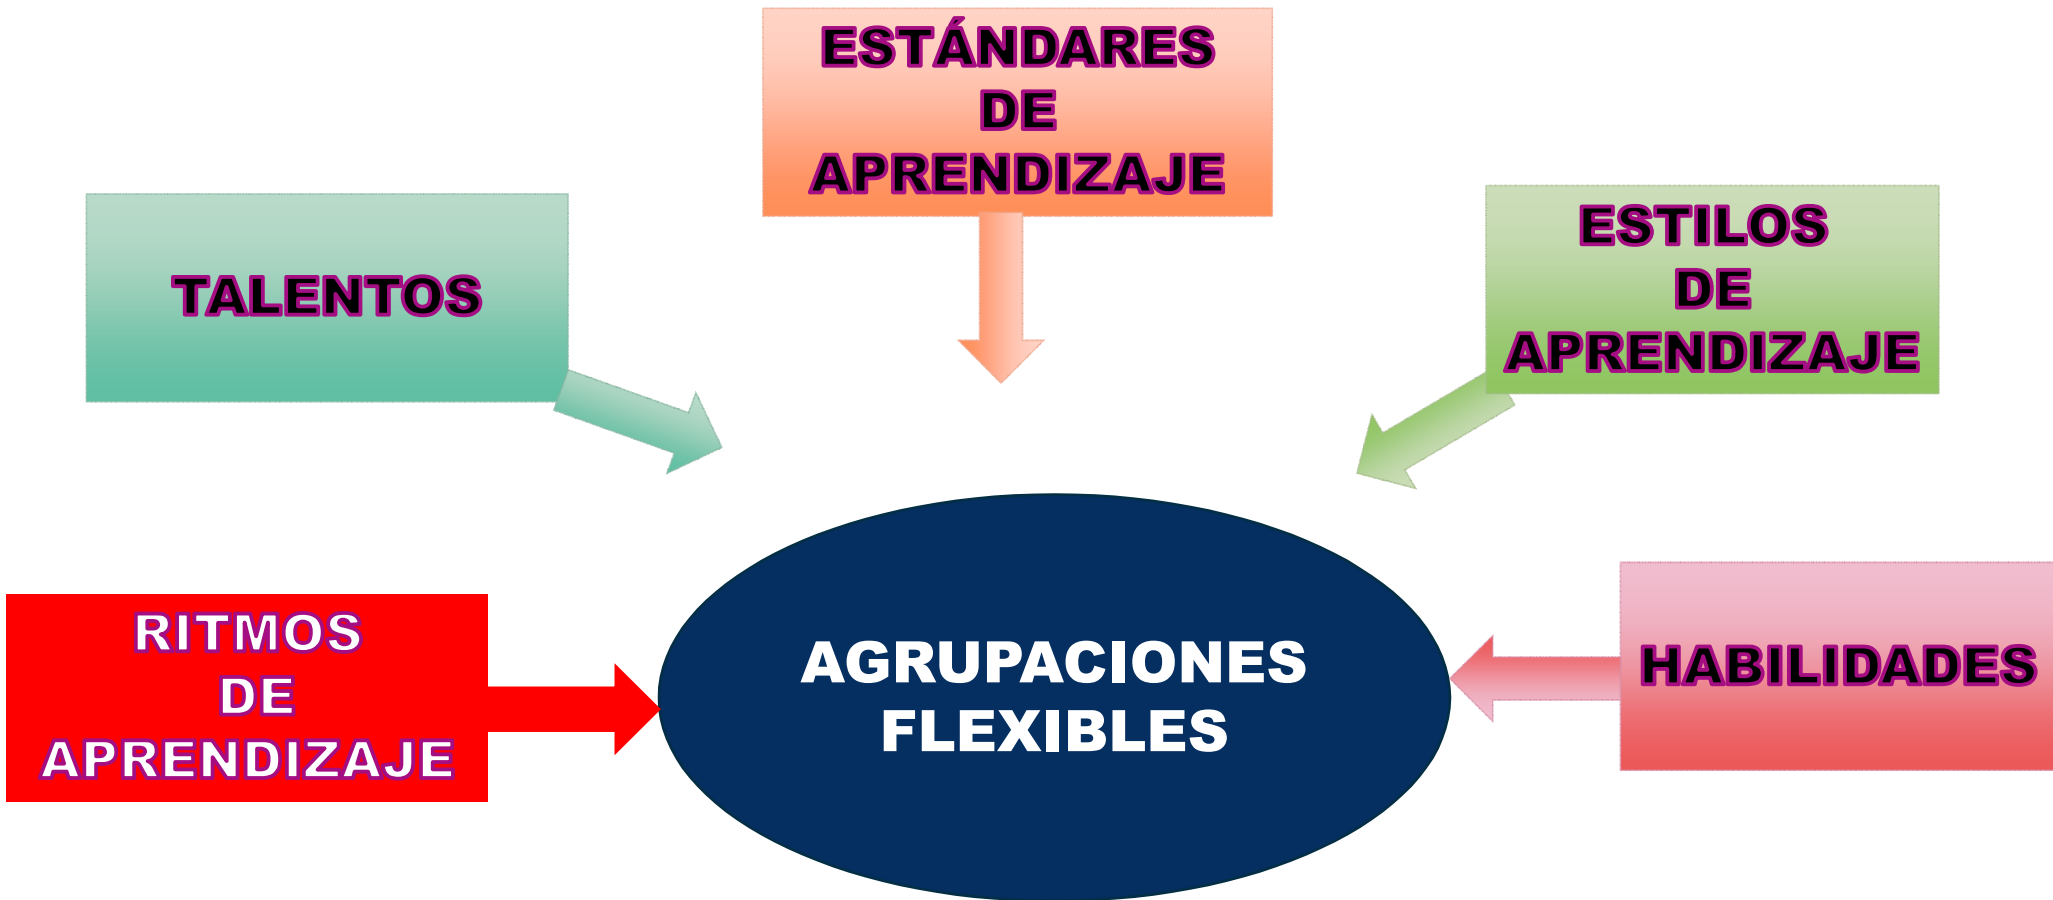 ESTÁNDARES
DE
APRENDIZAJE
TALENTOS
ESTILOS
DE
APRENDIZAJE
RITMOS
DE
APRENDIZAJE
AGRUPACIONES
FLEXIBLES
HABILIDADES